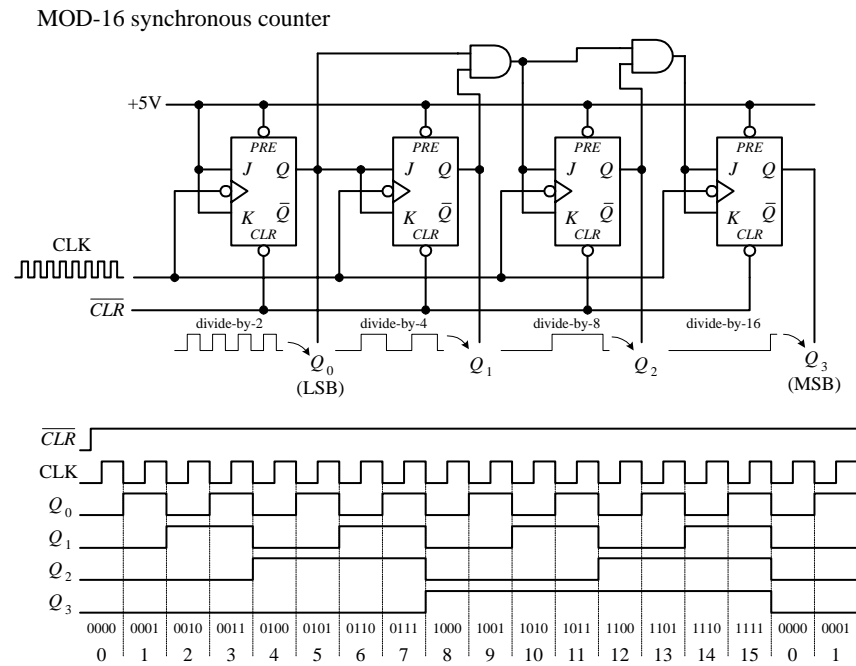 MOD-16 synchronous counter
+5V
PRE PRE PRE PRE
J Q J Q J Q J Q
K Q̅ K Q̅ K Q̅ K Q̅
CLR CLR CLR CLR
CLK
C̅L̅R̅
divide-by-2 divide-by-4 divide-by-8 divide-by-16
Q₀ Q₁ Q₂ Q₃
(LSB) (MSB)
C̅L̅R̅
CLK
Q₀
Q₁
Q₂
Q₃
0000 0001 0010 0011 0100 0101 0110 0111 1000 1001 1010 1011 1100 1101 1110 1111 0000 0001
0 1 2 3 4 5 6 7 8 9 10 11 12 13 14 15 0 1